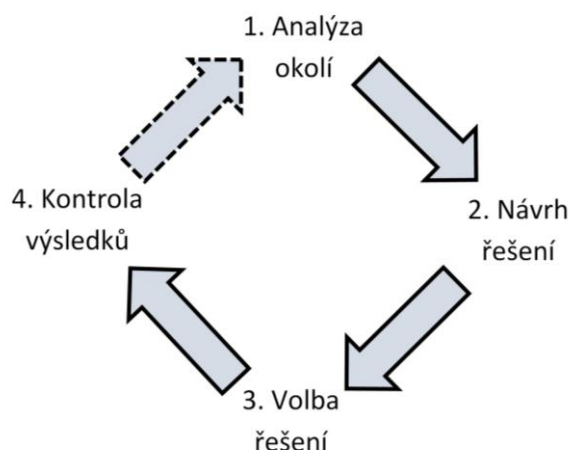 1. Analýza
okolí
2. Návrh
řešení
3. Volba
řešení
4. Kontrola
výsledků